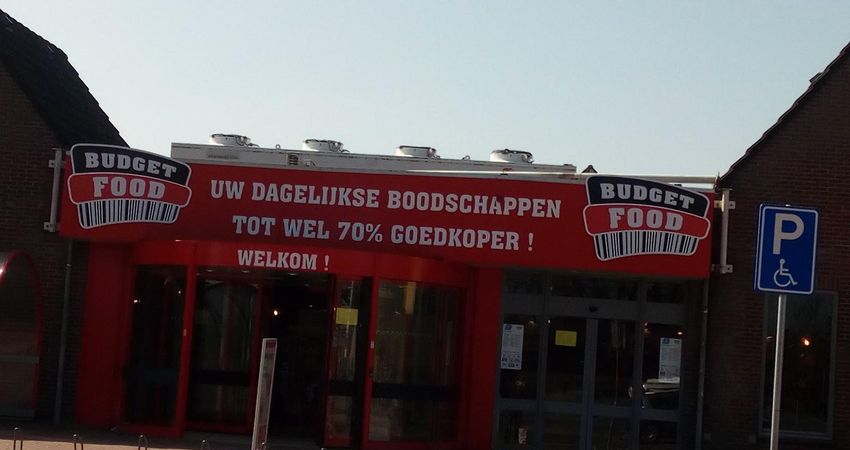 BUDGET
FOOD
UW DAGELIJKSE BOODSCHAPPEN
TOT WEL 70% GOEDKOPER !
WELKOM !
BUDGET
FOOD
P